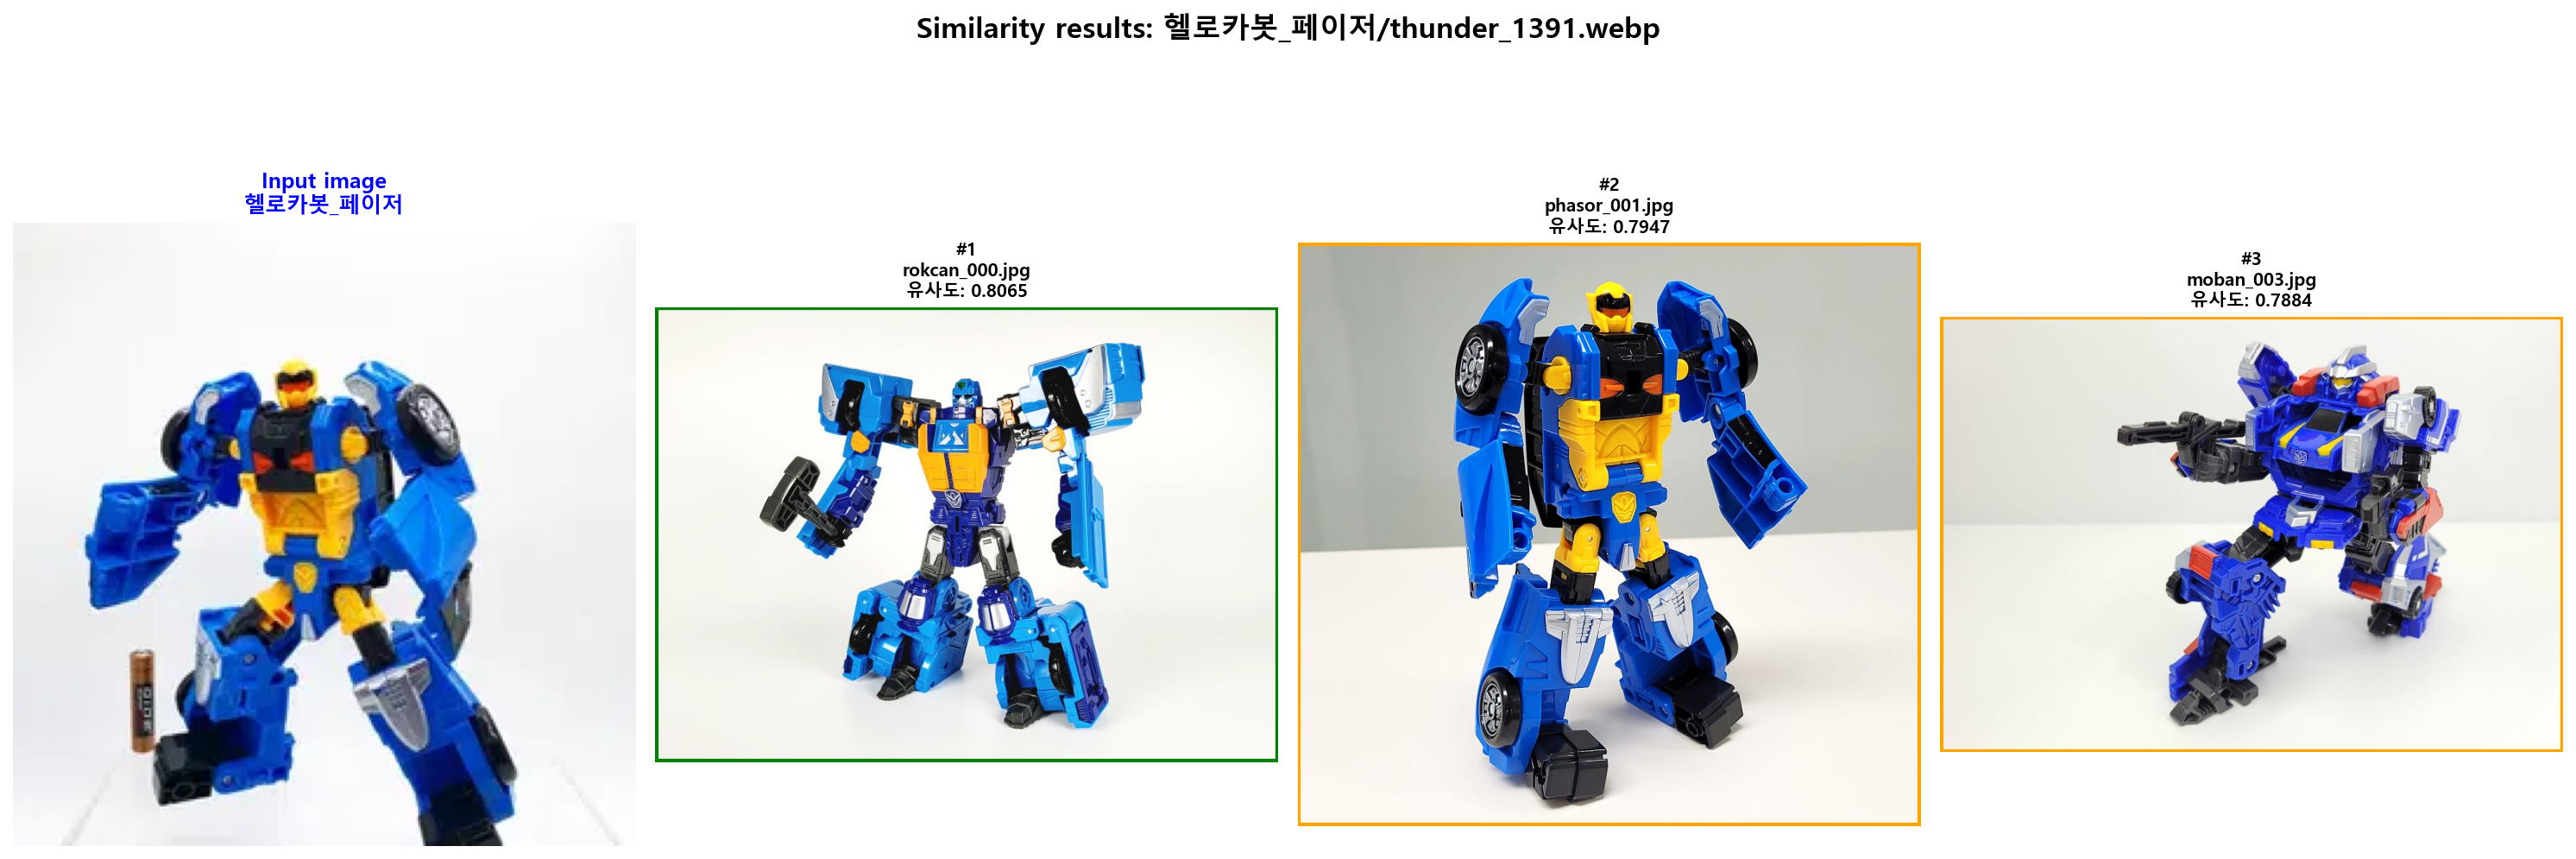 Similarity results: 헬로카봇_페이저/thunder_1391.webp
Input image
헬로카봇_페이저
#1
rokcan_000.jpg
유사도: 0.8065
#2
phasor_001.jpg
유사도: 0.7947
#3
moban_003.jpg
유사도: 0.7884